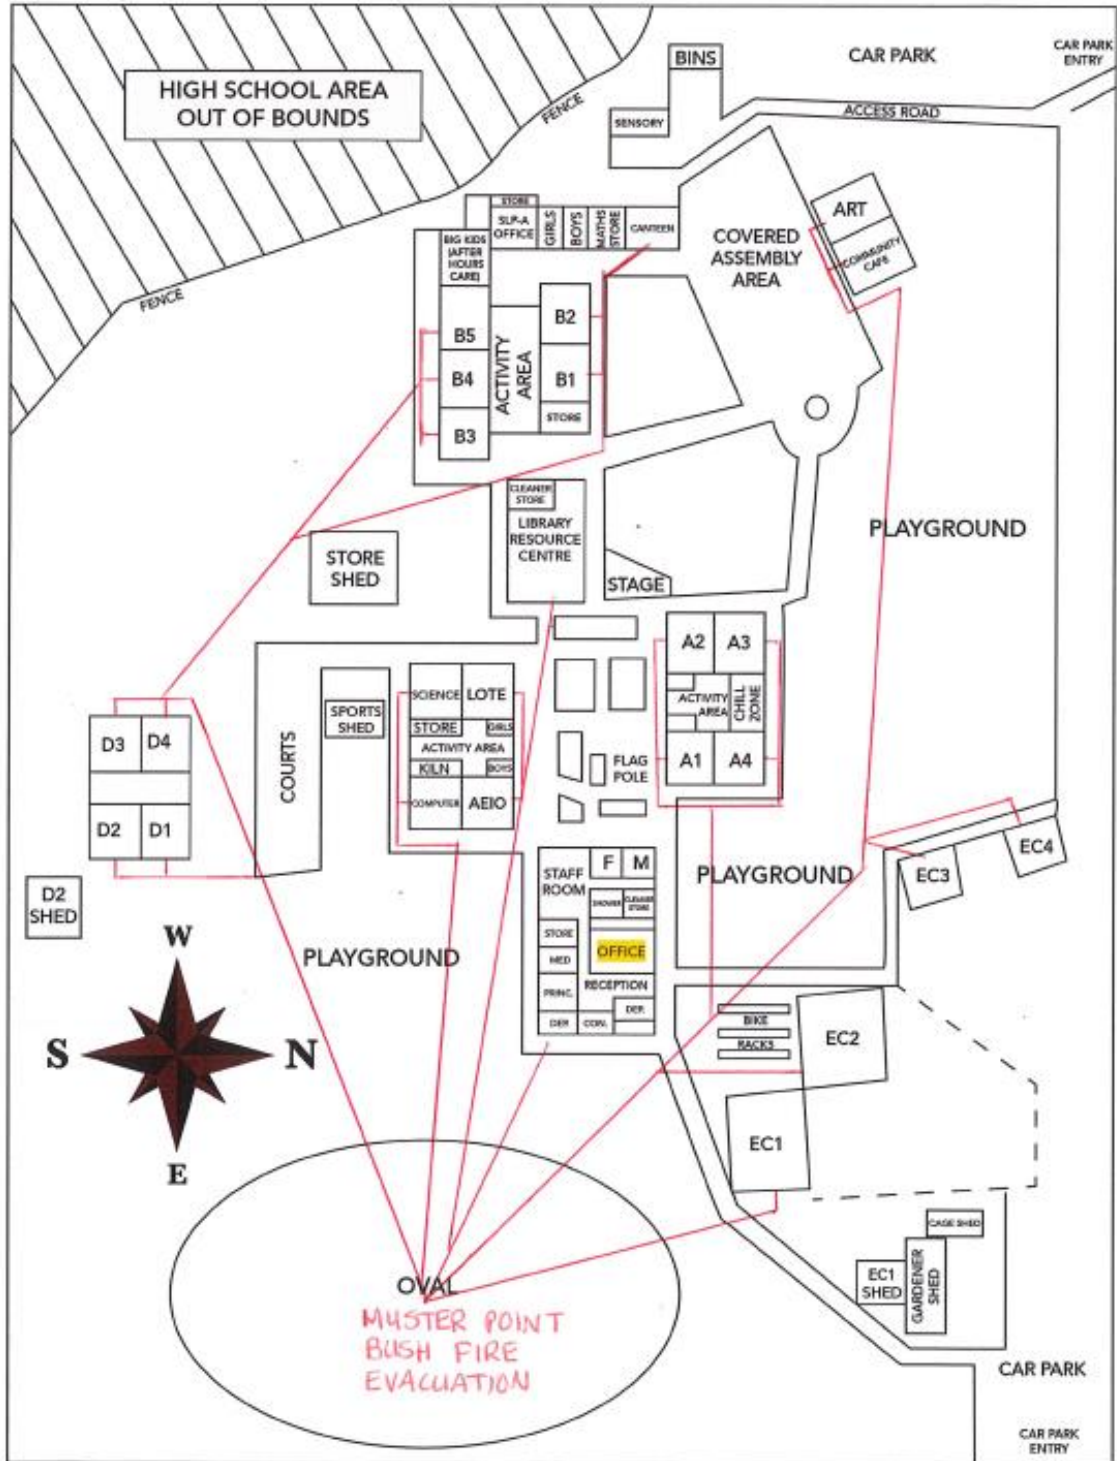 BINS
CAR PARK
CAR PARK
ENTRY
HIGH SCHOOL AREA
OUT OF BOUNDS
FENCE
SENSORY
ACCESS ROAD
STORE
SLP-A
OFFICE
GIRLS
BOYS
MATHS
STORE
CANTEEN
ART
COMMUNITY
CAFE
COVERED
ASSEMBLY
AREA
BIG KIDS
(AFTER
HOURS
CARE)
FENCE
B5
B4
B3
ACTIVITY
AREA
B2
B1
STORE
CLEANER
STORE
LIBRARY
RESOURCE
CENTRE
PLAYGROUND
STORE
SHED
STAGE
A2
A3
ACTIVITY
AREA
CHILL
ZONE
A1
A4
SCIENCE
LOTE
STORE
GIRLS
ACTIVITY AREA
KILN
BOYS
COMPUTER
AEIO
SPORTS
SHED
COURTS
FLAG
POLE
D3
D4
D2
D1
D2
SHED
STAFF
ROOM
F
M
SHOWER
CLEANER
STORE
STORE
MED
OFFICE
PRINC.
RECEPTION
DEP.
DEP.
CON.
PLAYGROUND
EC3
EC4
PLAYGROUND
W
S
N
E
BIKE
RACKS
EC2
EC1
CAGE SHED
EC1
SHED
GARDENER
SHED
OVAL
MUSTER POINT
BUSH FIRE
EVACUATION
CAR PARK
CAR PARK
ENTRY